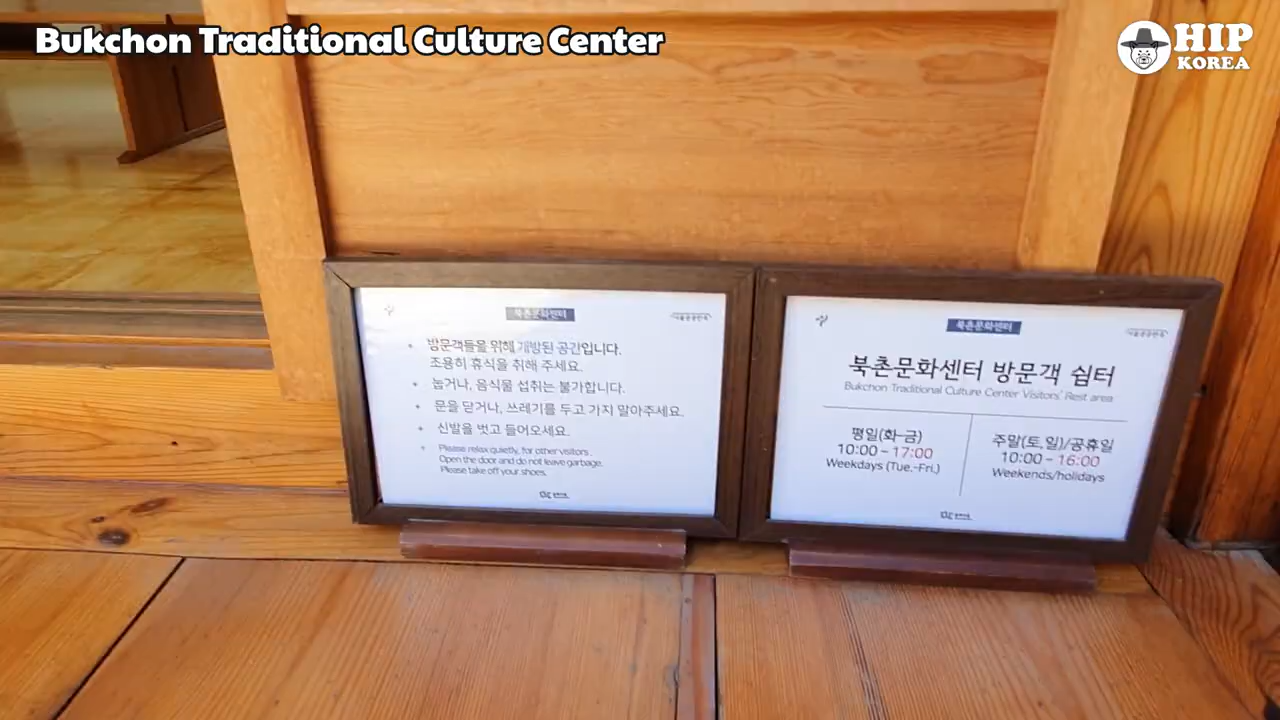 Bukchon Traditional Culture Center
HIP
KOREA
북촌문화센터
방문객들을 위해 개방된 공간입니다.
조용히 휴식을 취해 주세요.
눕거나, 음식물 섭취는 불가합니다.
문을 닫거나, 쓰레기를 두고 가지 말아주세요.
신발을 벗고 들어오세요.
Please relax quietly, for other visitors.
Open the door and do not leave garbage.
Please take off your shoes.
북촌문화센터
북촌문화센터 방문객 쉼터
Bukchon Traditional Culture Center Visitors' Rest area
평일(화-금)
10:00 - 17:00
Weekdays (Tue.-Fri.)
주말(토,일)/공휴일
10:00 - 16:00
Weekends/holidays